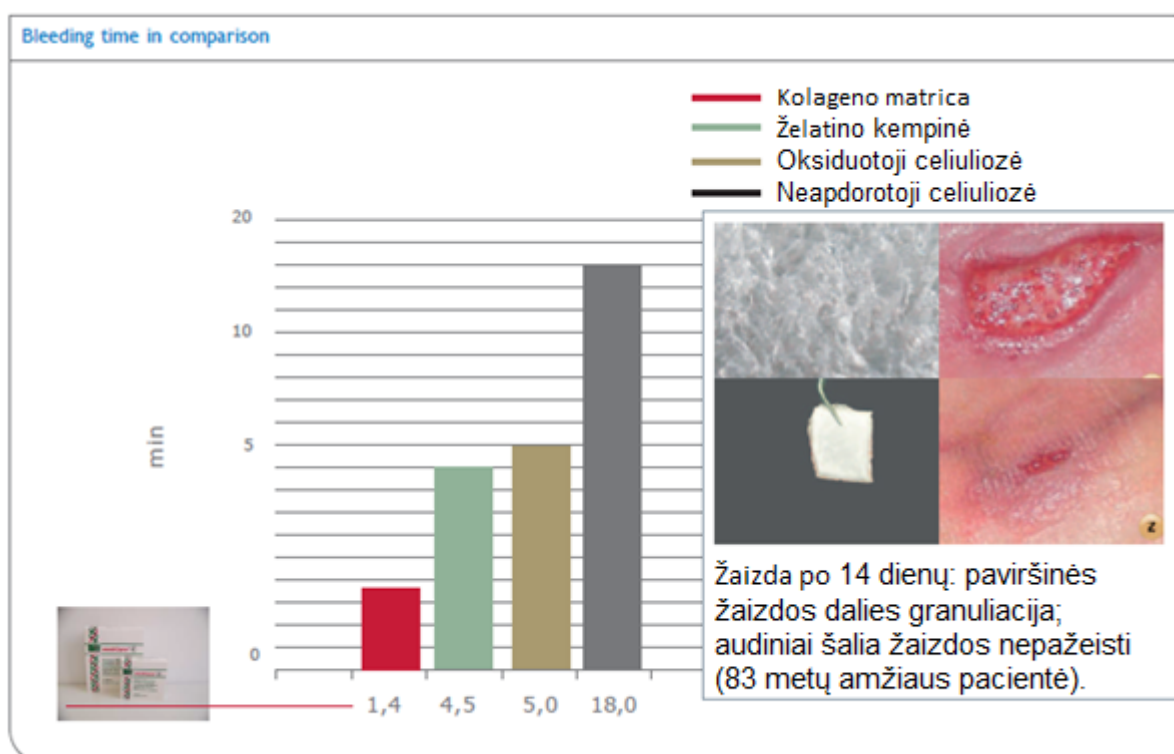 Bleeding time in comparison
Kolageno matrica
Želatino kempinė
Oksiduotoji celiuliozė
Neapdorotoji celiuliozė
20
10
5
0
min
1,4
4,5
5,0
18,0
z
Žaizda po 14 dienų: paviršinės
žaizdos dalies granuliacija;
audiniai šalia žaizdos nepažeisti
(83 metų amžiaus pacientė).